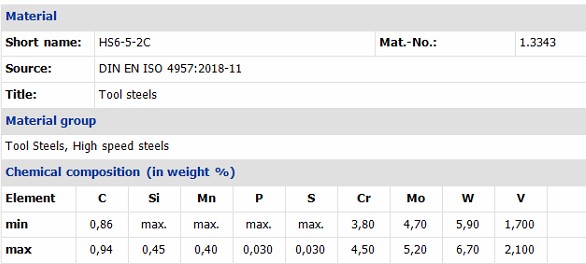 Material
Short name: HS6-5-2C Mat.-No.: 1.3343
Source: DIN EN ISO 4957:2018-11
Title: Tool steels
Material group
Tool Steels, High speed steels
Chemical composition (in weight %)
Element C Si Mn P S Cr Mo W V
min 0,86 max. max. max. max. 3,80 4,70 5,90 1,700
max 0,94 0,45 0,40 0,030 0,030 4,50 5,20 6,70 2,100